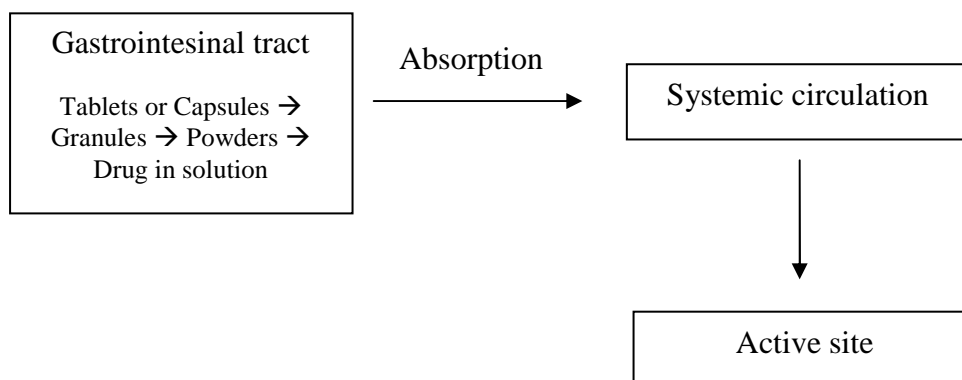 Gastrointesinal tract
Tablets or Capsules →
Granules → Powders →
Drug in solution
Absorption
Systemic circulation
Active site